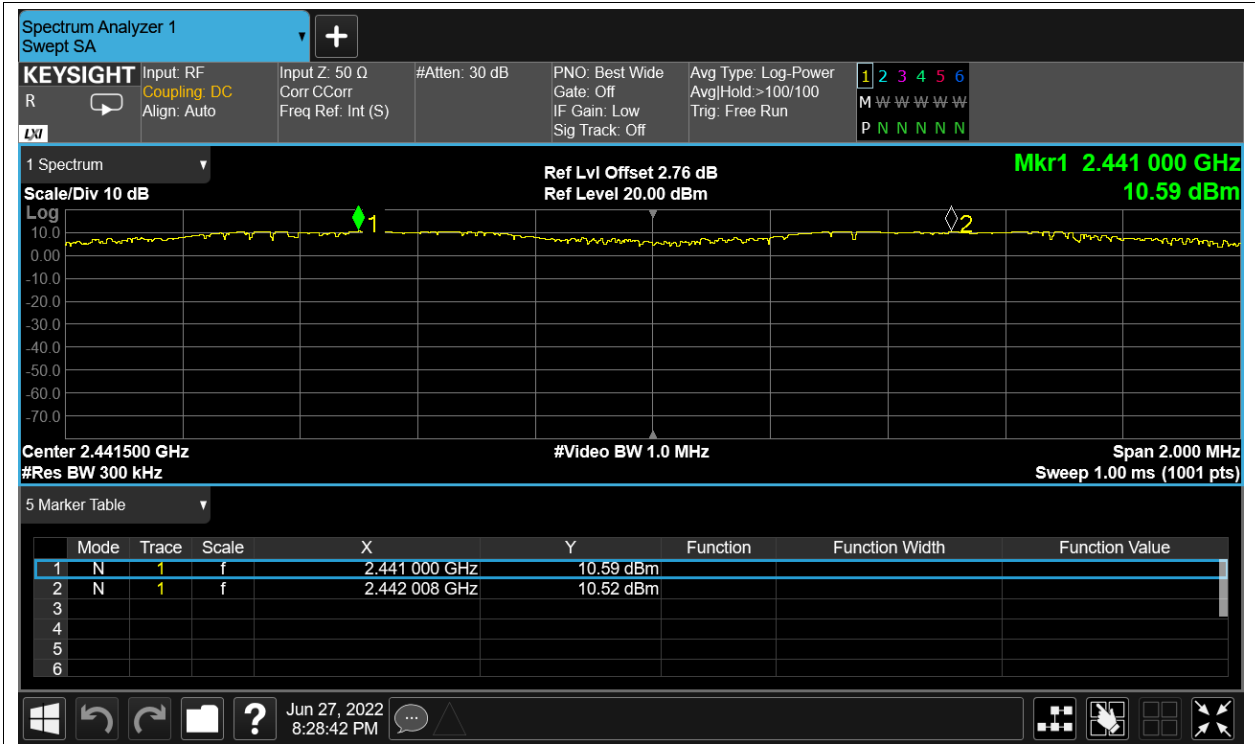 Spectrum Analyzer 1
Swept SA
+
KEYSIGHT
R
LXI
Input: RF
Coupling: DC
Align: Auto
Input Z: 50 Ω
Corr CCorr
Freq Ref: Int (S)
#Atten: 30 dB
PNO: Best Wide
Gate: Off
IF Gain: Low
Sig Track: Off
Avg Type: Log-Power
Avg|Hold:>100/100
Trig: Free Run
1 2 3 4 5 6
M W W W W W
P N N N N N
1 Spectrum
Scale/Div 10 dB
Ref Lvl Offset 2.76 dB
Ref Level 20.00 dBm
Mkr1 2.441 000 GHz
10.59 dBm
Log
10.0
0.00
-10.0
-20.0
-30.0
-40.0
-50.0
-60.0
-70.0
1
2
Center 2.441500 GHz
#Res BW 300 kHz
#Video BW 1.0 MHz
Span 2.000 MHz
Sweep 1.00 ms (1001 pts)
5 Marker Table
Mode Trace Scale X Y Function Function Width Function Value
1 N 1 f 2.441 000 GHz 10.59 dBm
2 N 1 f 2.442 008 GHz 10.52 dBm
3
4
5
6
?
Jun 27, 2022
8:28:42 PM